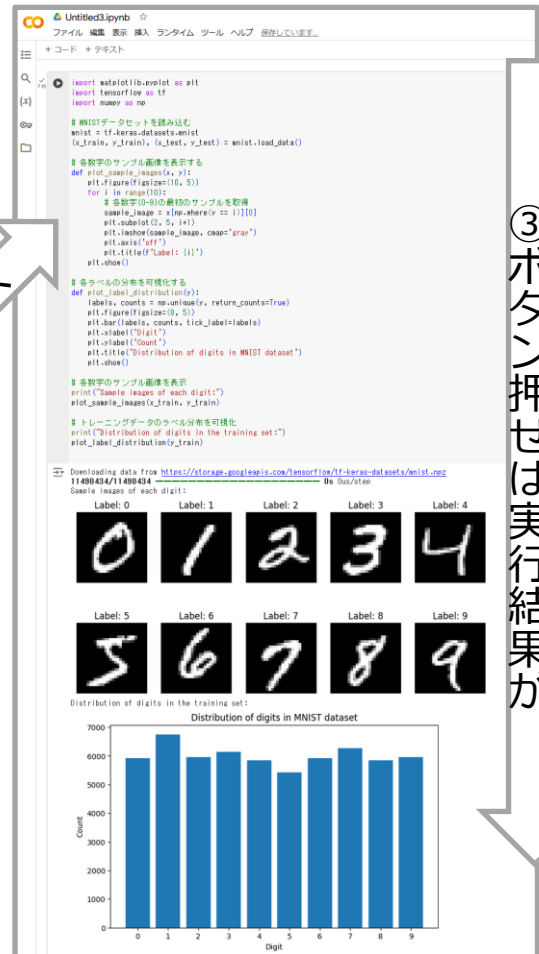 CO Untitled3.ipynb ☆
ファイル 編集 表示 挿入 ランタイム ツール ヘルプ 保存しています...
+ コード + テキスト
import matplotlib.pyplot as plt
import tensorflow as tf
import numpy as np
# MNISTデータセットを読み込む
mnist = tf.keras.datasets.mnist
(x_train, y_train), (x_test, y_test) = mnist.load_data()
# 各数字のサンプル画像を表示する
def plot_sample_images(x, y):
    plt.figure(figsize=(10, 5))
    for i in range(10):
        # 各数字(0-9)の最初のサンプルを取得
        sample_image = x[np.where(y == i)][0]
        plt.subplot(2, 5, i+1)
        plt.imshow(sample_image, cmap='gray')
        plt.axis('off')
        plt.title(f'Label: {i}')
    plt.show()
# 各ラベルの分布を可視化する
def plot_label_distribution(y):
    labels, counts = np.unique(y, return_counts=True)
    plt.figure(figsize=(8, 5))
    plt.bar(labels, counts, tick_label=labels)
    plt.xlabel("Digit")
    plt.ylabel("Count")
    plt.title("Distribution of digits in MNIST dataset")
    plt.show()
# 各数字のサンプル画像を表示
print("Sample images of each digit:")
plot_sample_images(x_train, y_train)
# トレーニングデータのラベル分布を可視化
print("Distribution of digits in the training set:")
plot_label_distribution(y_train)
Downloading data from https://storage.googleapis.com/tensorflow/tf-keras-datasets/mnist.npz
11490434/11490434 0s 0us/step
Sample images of each digit:
Label: 0 Label: 1 Label: 2 Label: 3 Label: 4
0 1 2 3 4
Label: 5 Label: 6 Label: 7 Label: 8 Label: 9
5 6 7 8 9
Distribution of digits in the training set:
Distribution of digits in MNIST dataset
7000
6000
5000
4000
3000
2000
1000
0
Count
0 1 2 3 4 5 6 7 8 9
Digit
③ボタン押せは実行結果が